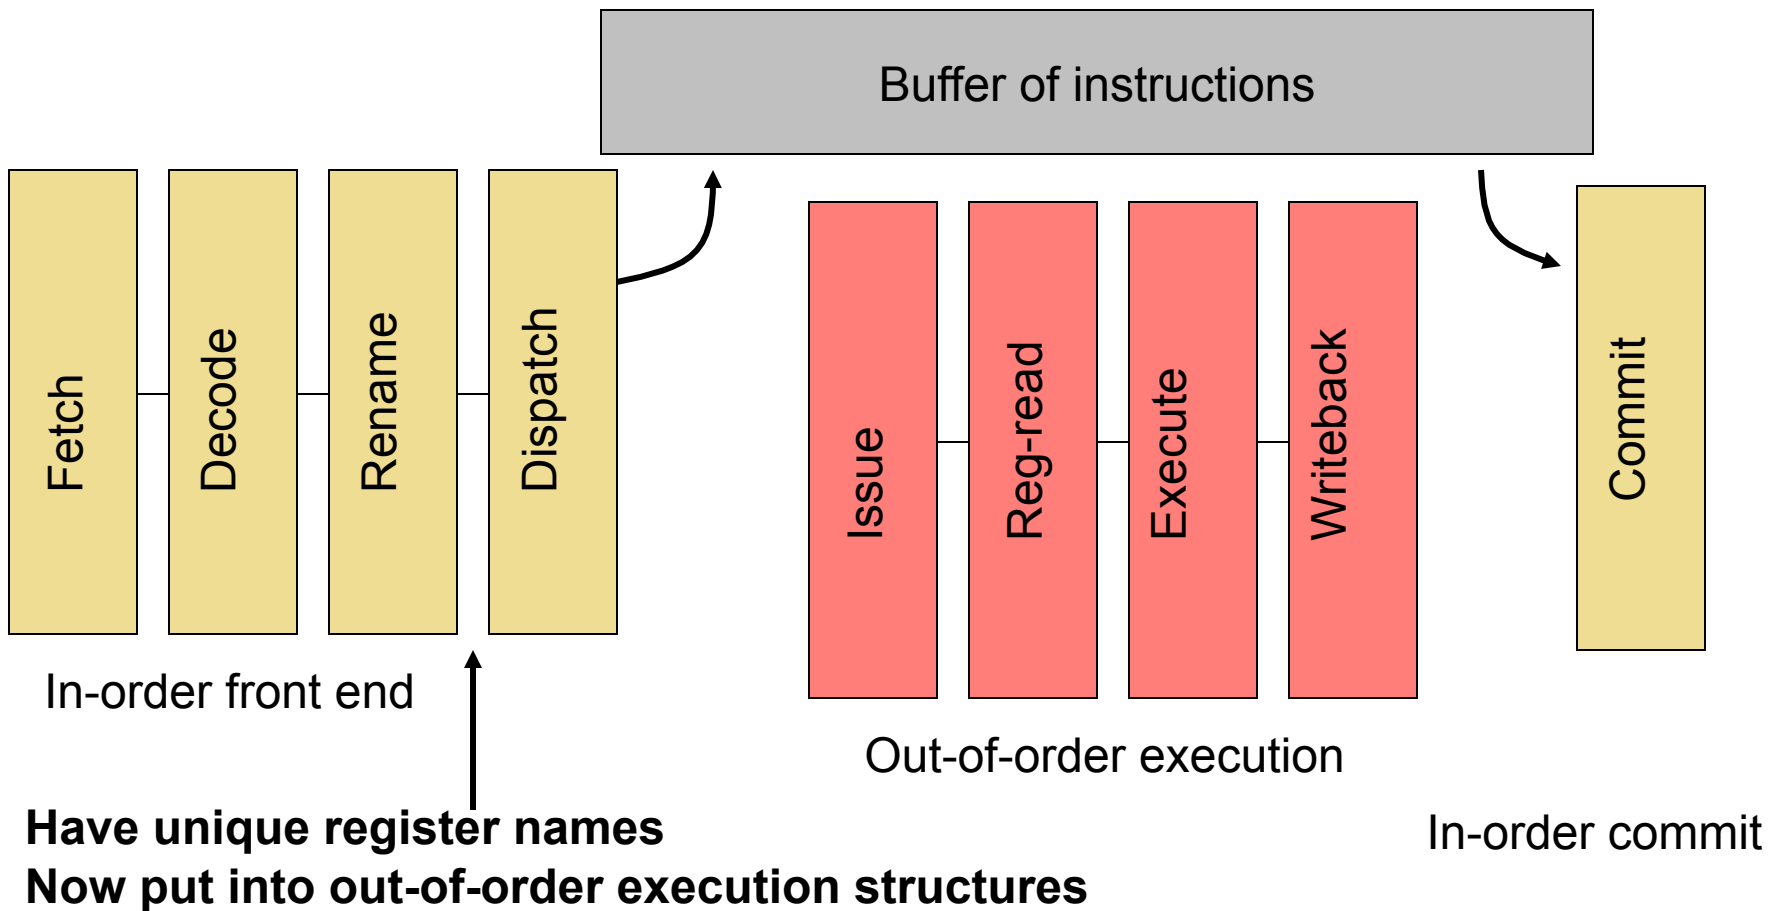 Buffer of instructions
Fetch
Decode
Rename
Dispatch
Issue
Reg-read
Execute
Writeback
Commit
In-order front end
Out-of-order execution
In-order commit
Have unique register names
Now put into out-of-order execution structures